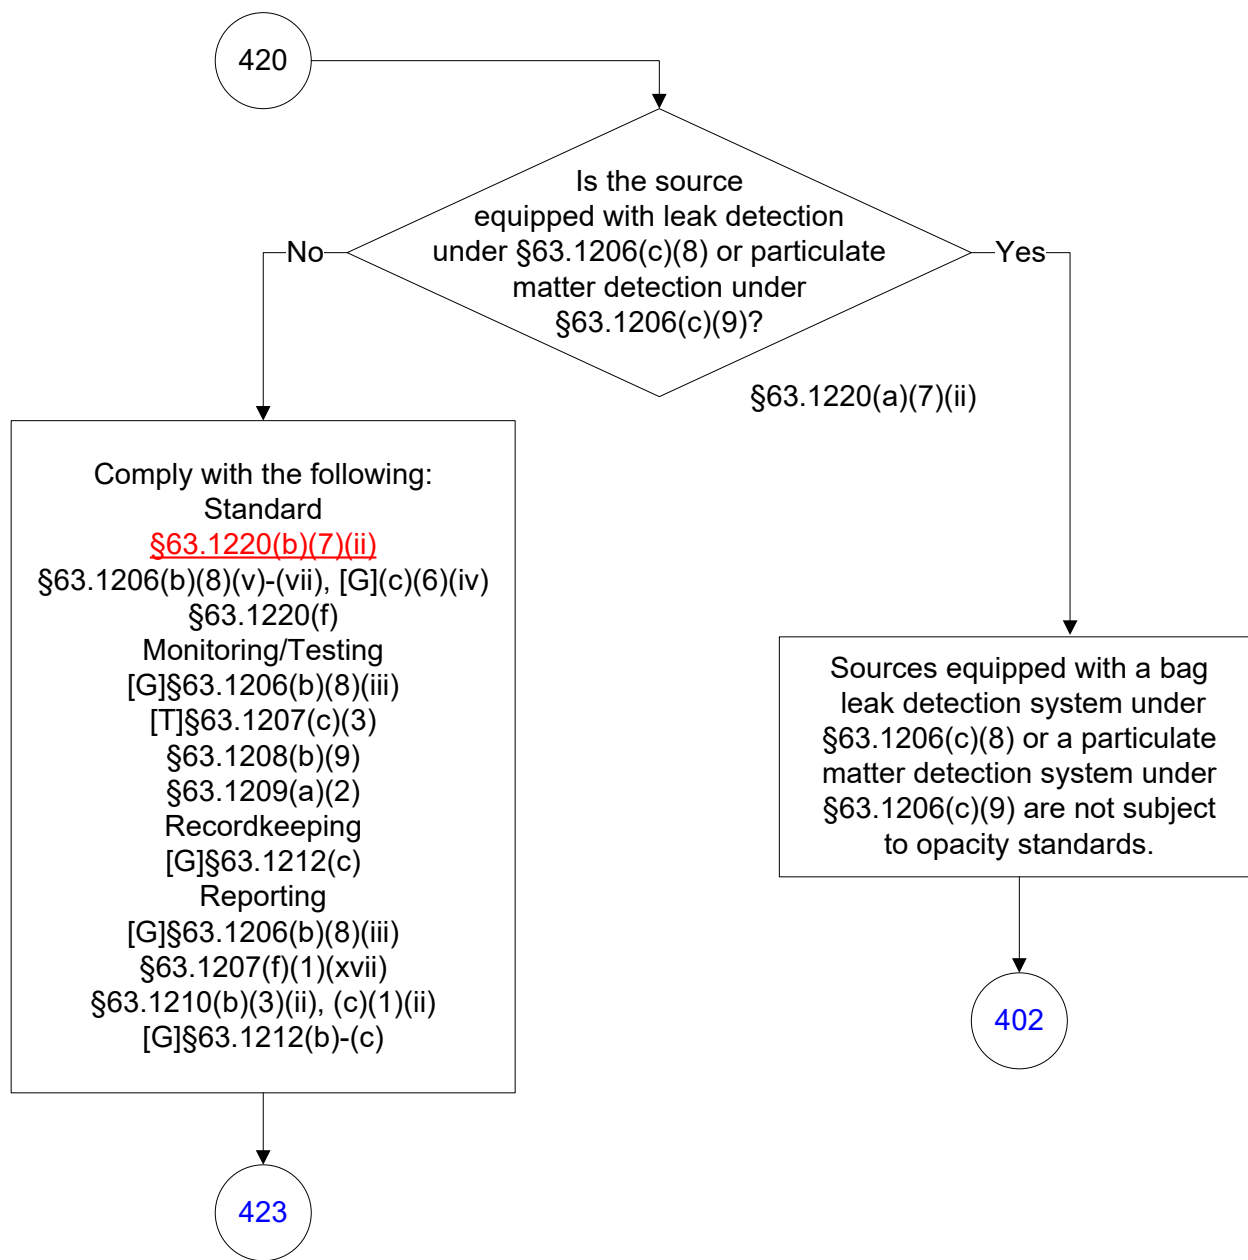 420
Is the source
equipped with leak detection
under §63.1206(c)(8) or particulate
matter detection under
§63.1206(c)(9)?
No
Yes
§63.1220(a)(7)(ii)
Comply with the following:
Standard
§63.1220(b)(7)(ii)
§63.1206(b)(8)(v)-(vii), [G](c)(6)(iv)
§63.1220(f)
Monitoring/Testing
[G]§63.1206(b)(8)(iii)
[T]§63.1207(c)(3)
§63.1208(b)(9)
§63.1209(a)(2)
Recordkeeping
[G]§63.1212(c)
Reporting
[G]§63.1206(b)(8)(iii)
§63.1207(f)(1)(xvii)
§63.1210(b)(3)(ii), (c)(1)(ii)
[G]§63.1212(b)-(c)
Sources equipped with a bag
leak detection system under
§63.1206(c)(8) or a particulate
matter detection system under
§63.1206(c)(9) are not subject
to opacity standards.
402
423